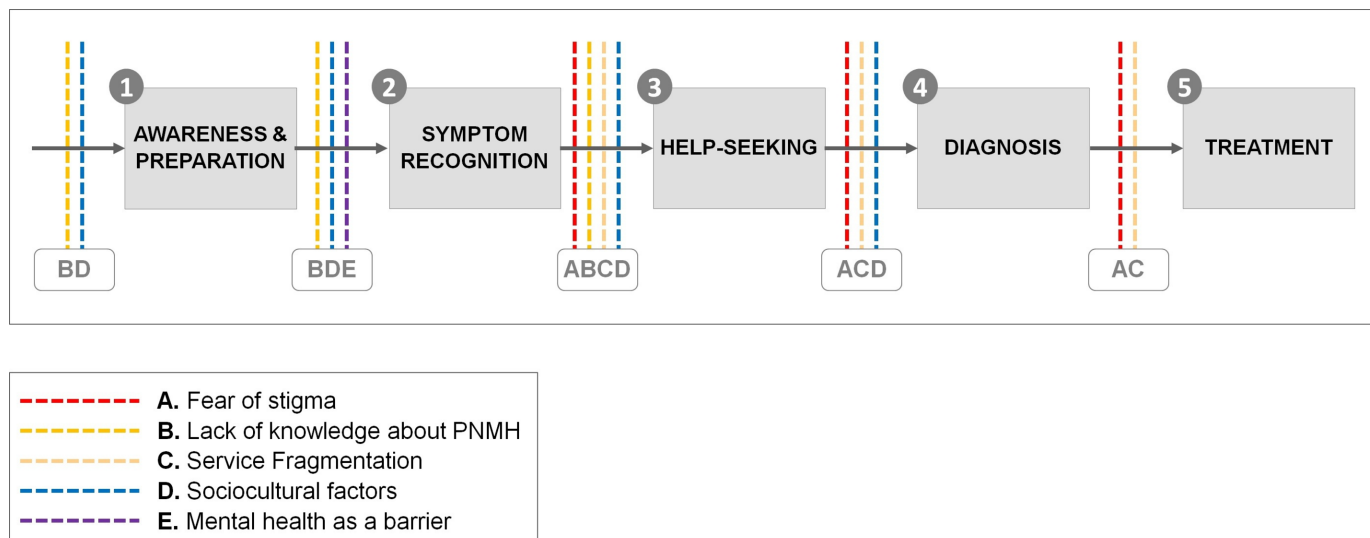 1
AWARENESS &
PREPARATION
2
SYMPTOM
RECOGNITION
3
HELP-SEEKING
4
DIAGNOSIS
5
TREATMENT
BD
BDE
ABCD
ACD
AC
A. Fear of stigma
B. Lack of knowledge about PNMH
C. Service Fragmentation
D. Sociocultural factors
E. Mental health as a barrier